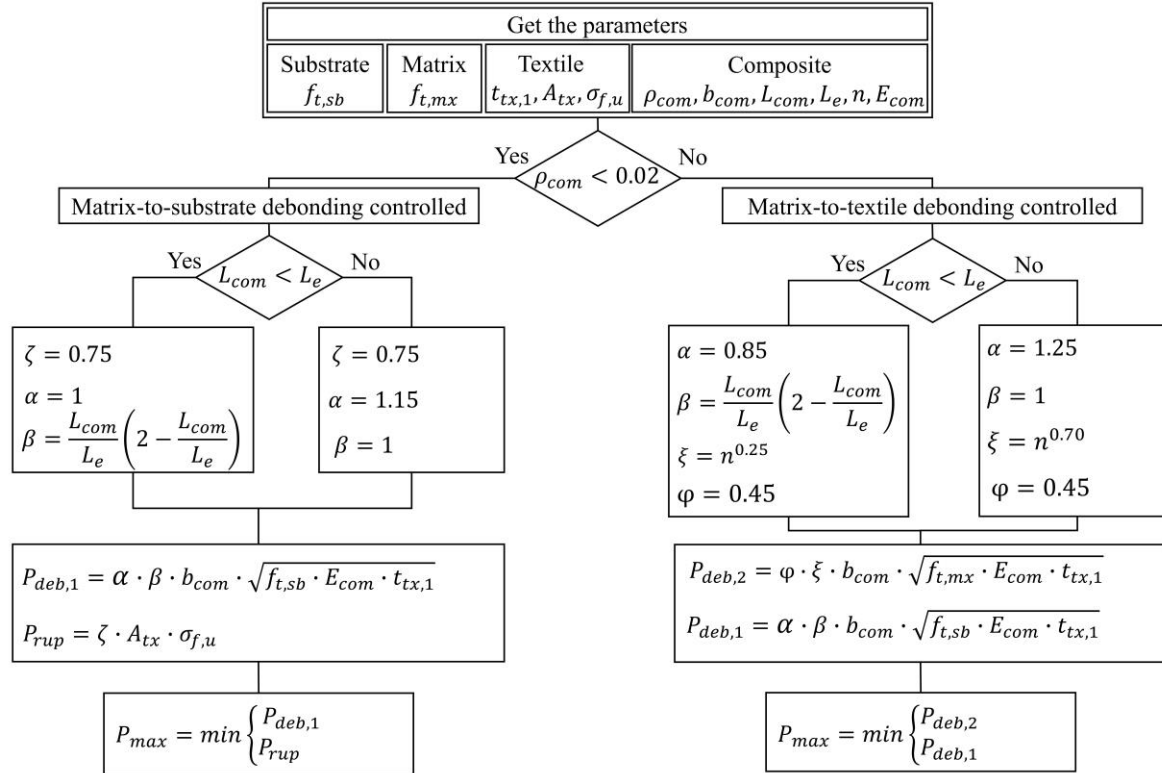 Get the parameters
Substrate
f_{t,sb}
Matrix
f_{t,mx}
Textile
t_{tx,1}, A_{tx}, σ_{f,u}
Composite
ρ_{com}, b_{com}, L_{com}, L_e, n, E_{com}
Yes
ρ_{com} < 0.02
No
Matrix-to-substrate debonding controlled
Yes
L_{com} < L_e
No
ζ = 0.75
α = 1
β = \frac{L_{com}}{L_e}(2 − \frac{L_{com}}{L_e})
ζ = 0.75
α = 1.15
β = 1
P_{deb,1} = α · β · b_{com} · \sqrt{f_{t,sb} · E_{com} · t_{tx,1}}
P_{rup} = ζ · A_{tx} · σ_{f,u}
P_{max} = min { P_{deb,1}
P_{rup}
Matrix-to-textile debonding controlled
Yes
L_{com} < L_e
No
α = 0.85
β = \frac{L_{com}}{L_e}(2 − \frac{L_{com}}{L_e})
ξ = n^{0.25}
φ = 0.45
α = 1.25
β = 1
ξ = n^{0.70}
φ = 0.45
P_{deb,2} = φ · ξ · b_{com} · \sqrt{f_{t,mx} · E_{com} · t_{tx,1}}
P_{deb,1} = α · β · b_{com} · \sqrt{f_{t,sb} · E_{com} · t_{tx,1}}
P_{max} = min { P_{deb,2}
P_{deb,1}